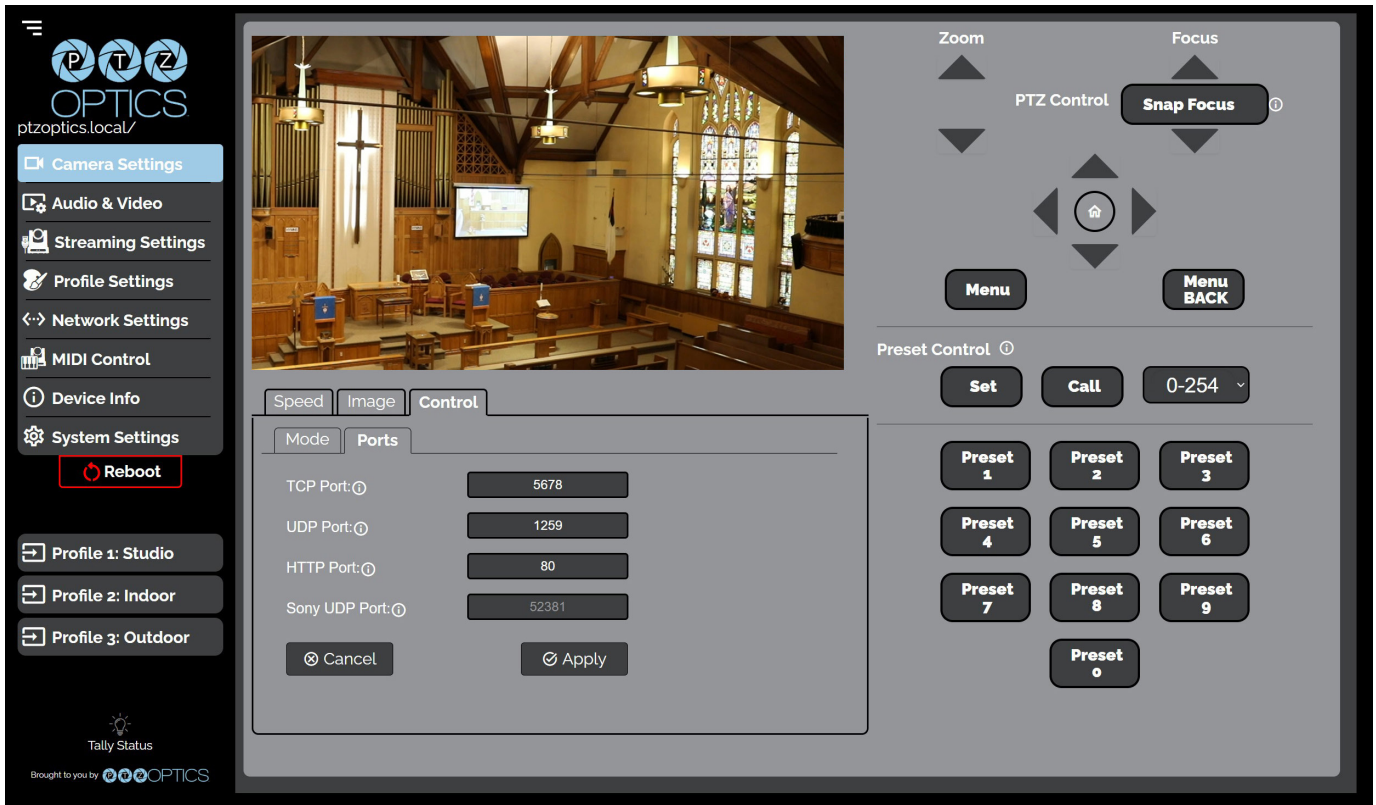 P T Z
OPTICS
ptzoptics.local/
Camera Settings
Audio & Video
Streaming Settings
Profile Settings
Network Settings
MIDI Control
Device Info
System Settings
Reboot
Profile 1: Studio
Profile 2: Indoor
Profile 3: Outdoor
Tally Status
Brought to you by PTZOPTICS
Speed Image Control
Mode Ports
TCP Port: 5678
UDP Port: 1259
HTTP Port: 80
Sony UDP Port: 52381
Cancel Apply
Zoom Focus
PTZ Control Snap Focus
Menu Menu
BACK
Preset Control
Set Call 0-254
Preset Preset Preset
1 2 3
Preset Preset Preset
4 5 6
Preset Preset Preset
7 8 9
Preset
0